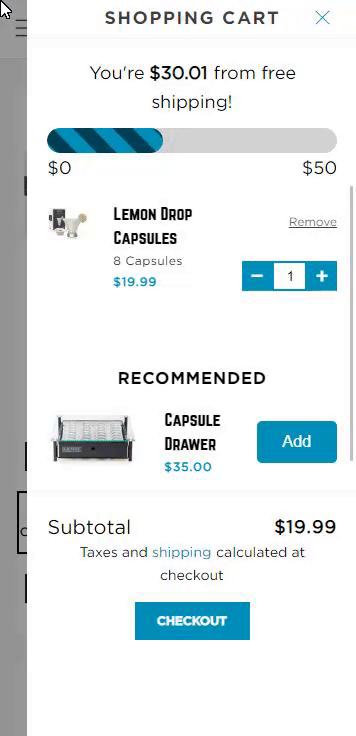 SHOPPING CART
You're $30.01 from free
shipping!
$0 $50
LEMON DROP
CAPSULES
8 Capsules
$19.99
Remove
− 1 +
RECOMMENDED
CAPSULE
DRAWER
$35.00
Add
Subtotal $19.99
Taxes and shipping calculated at
checkout
CHECKOUT